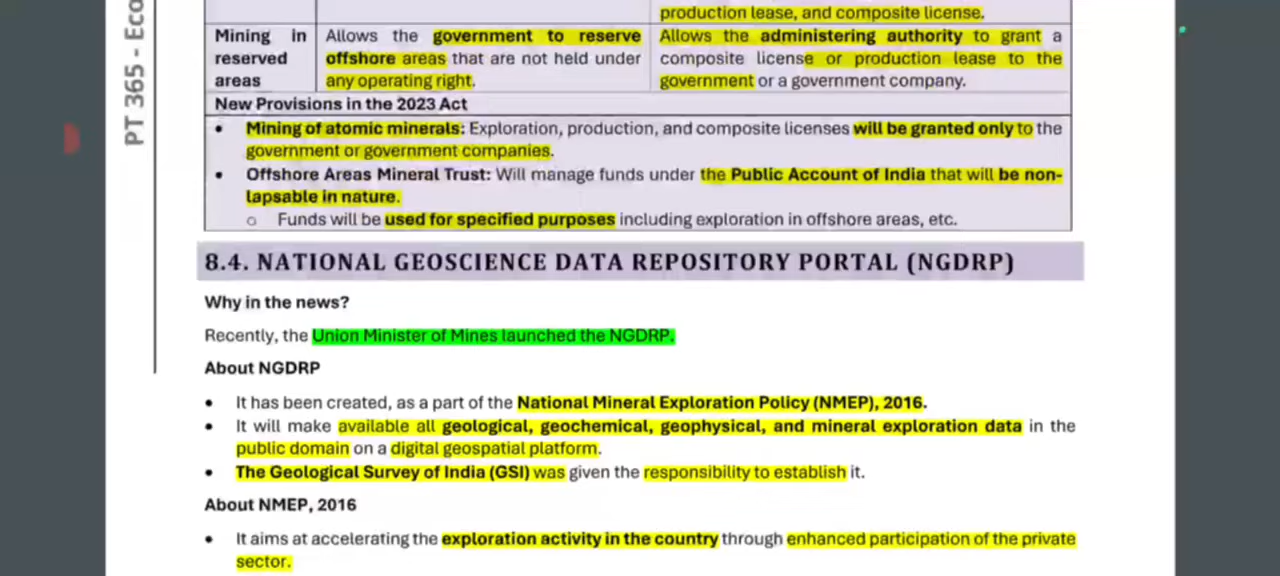 PT 365 - Eco
production lease, and composite license.
Mining in reserved areas
Allows the government to reserve
offshore areas that are not held under
any operating right.
Allows the administering authority to grant a
composite license or production lease to the
government or a government company.
New Provisions in the 2023 Act
• Mining of atomic minerals: Exploration, production, and composite licenses will be granted only to the
government or government companies.
• Offshore Areas Mineral Trust: Will manage funds under the Public Account of India that will be non-
lapsable in nature.
o Funds will be used for specified purposes including exploration in offshore areas, etc.
8.4. NATIONAL GEOSCIENCE DATA REPOSITORY PORTAL (NGDRP)
Why in the news?
Recently, the Union Minister of Mines launched the NGDRP.
About NGDRP
• It has been created, as a part of the National Mineral Exploration Policy (NMEP), 2016.
• It will make available all geological, geochemical, geophysical, and mineral exploration data in the
public domain on a digital geospatial platform.
• The Geological Survey of India (GSI) was given the responsibility to establish it.
About NMEP, 2016
• It aims at accelerating the exploration activity in the country through enhanced participation of the private
sector.